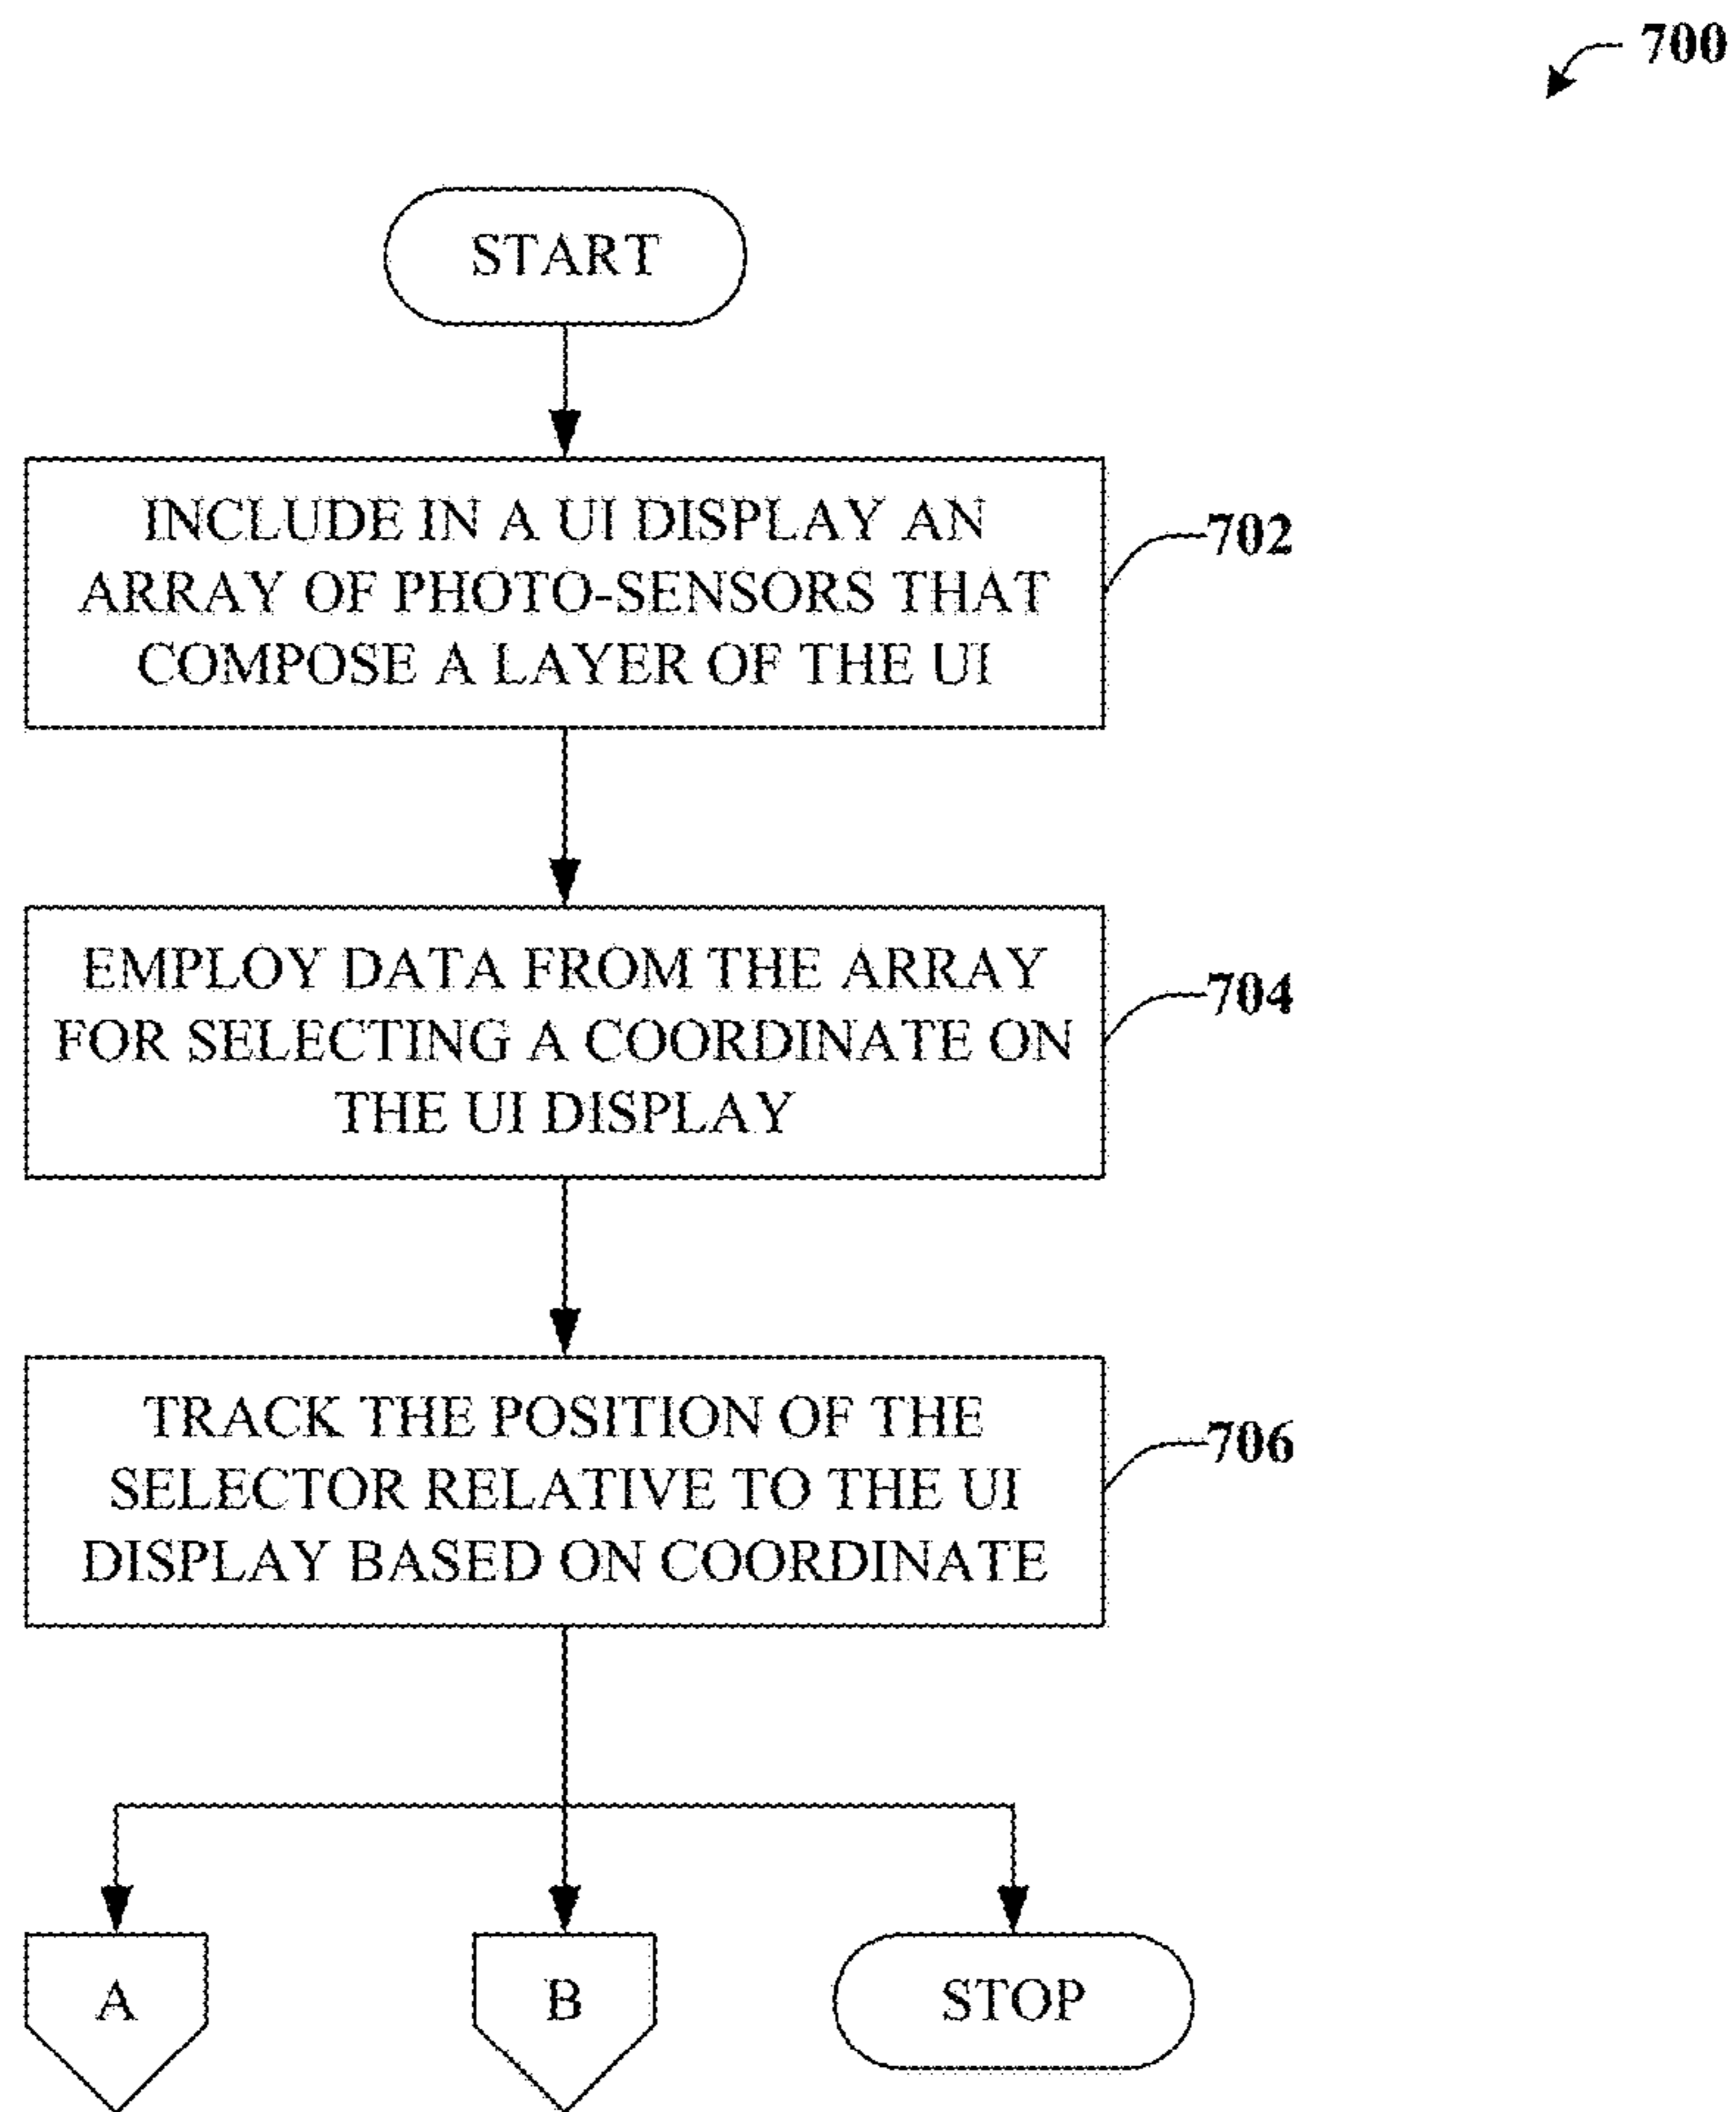 700
START
INCLUDE IN A UI DISPLAY AN
ARRAY OF PHOTO-SENSORS THAT
COMPOSE A LAYER OF THE UI
702
EMPLOY DATA FROM THE ARRAY
FOR SELECTING A COORDINATE ON
THE UI DISPLAY
704
TRACK THE POSITION OF THE
SELECTOR RELATIVE TO THE UI
DISPLAY BASED ON COORDINATE
706
A
B
STOP